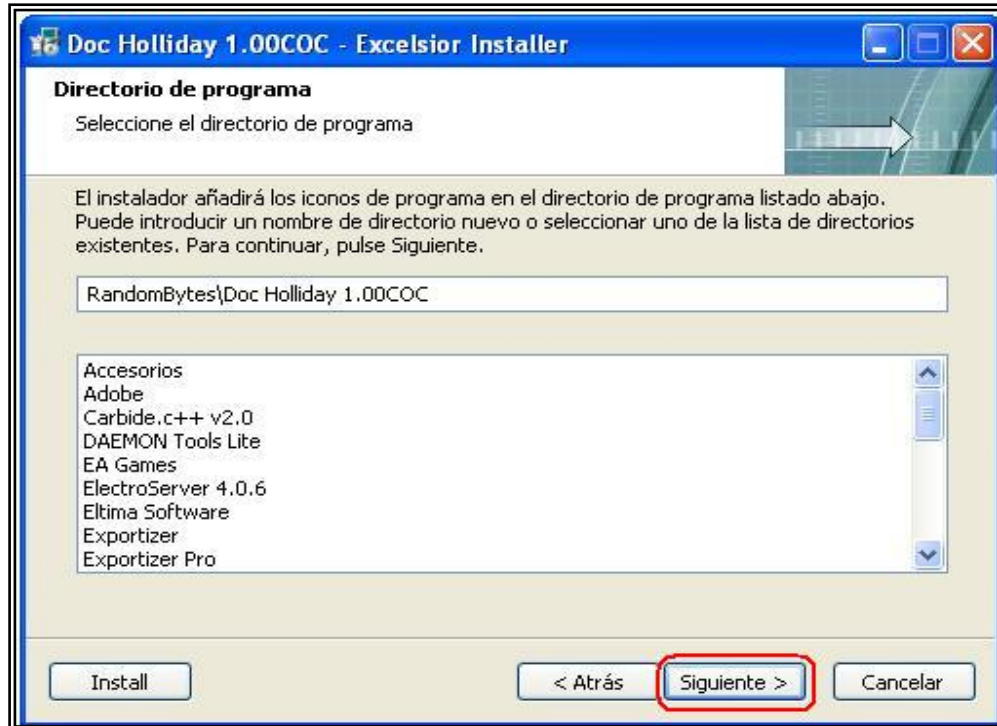 Doc Holliday 1.00COC - Excelsior Installer
Directorio de programa
Seleccione el directorio de programa
El instalador añadirá los iconos de programa en el directorio de programa listado abajo.
Puede introducir un nombre de directorio nuevo o seleccionar uno de la lista de directorios
existentes. Para continuar, pulse Siguiente.
RandomBytes\Doc Holliday 1.00COC
Accesorios
Adobe
Carbide.c++ v2.0
DAEMON Tools Lite
EA Games
ElectroServer 4.0.6
Eltima Software
Exportizer
Exportizer Pro
Install
< Atrás
Siguiente >
Cancelar